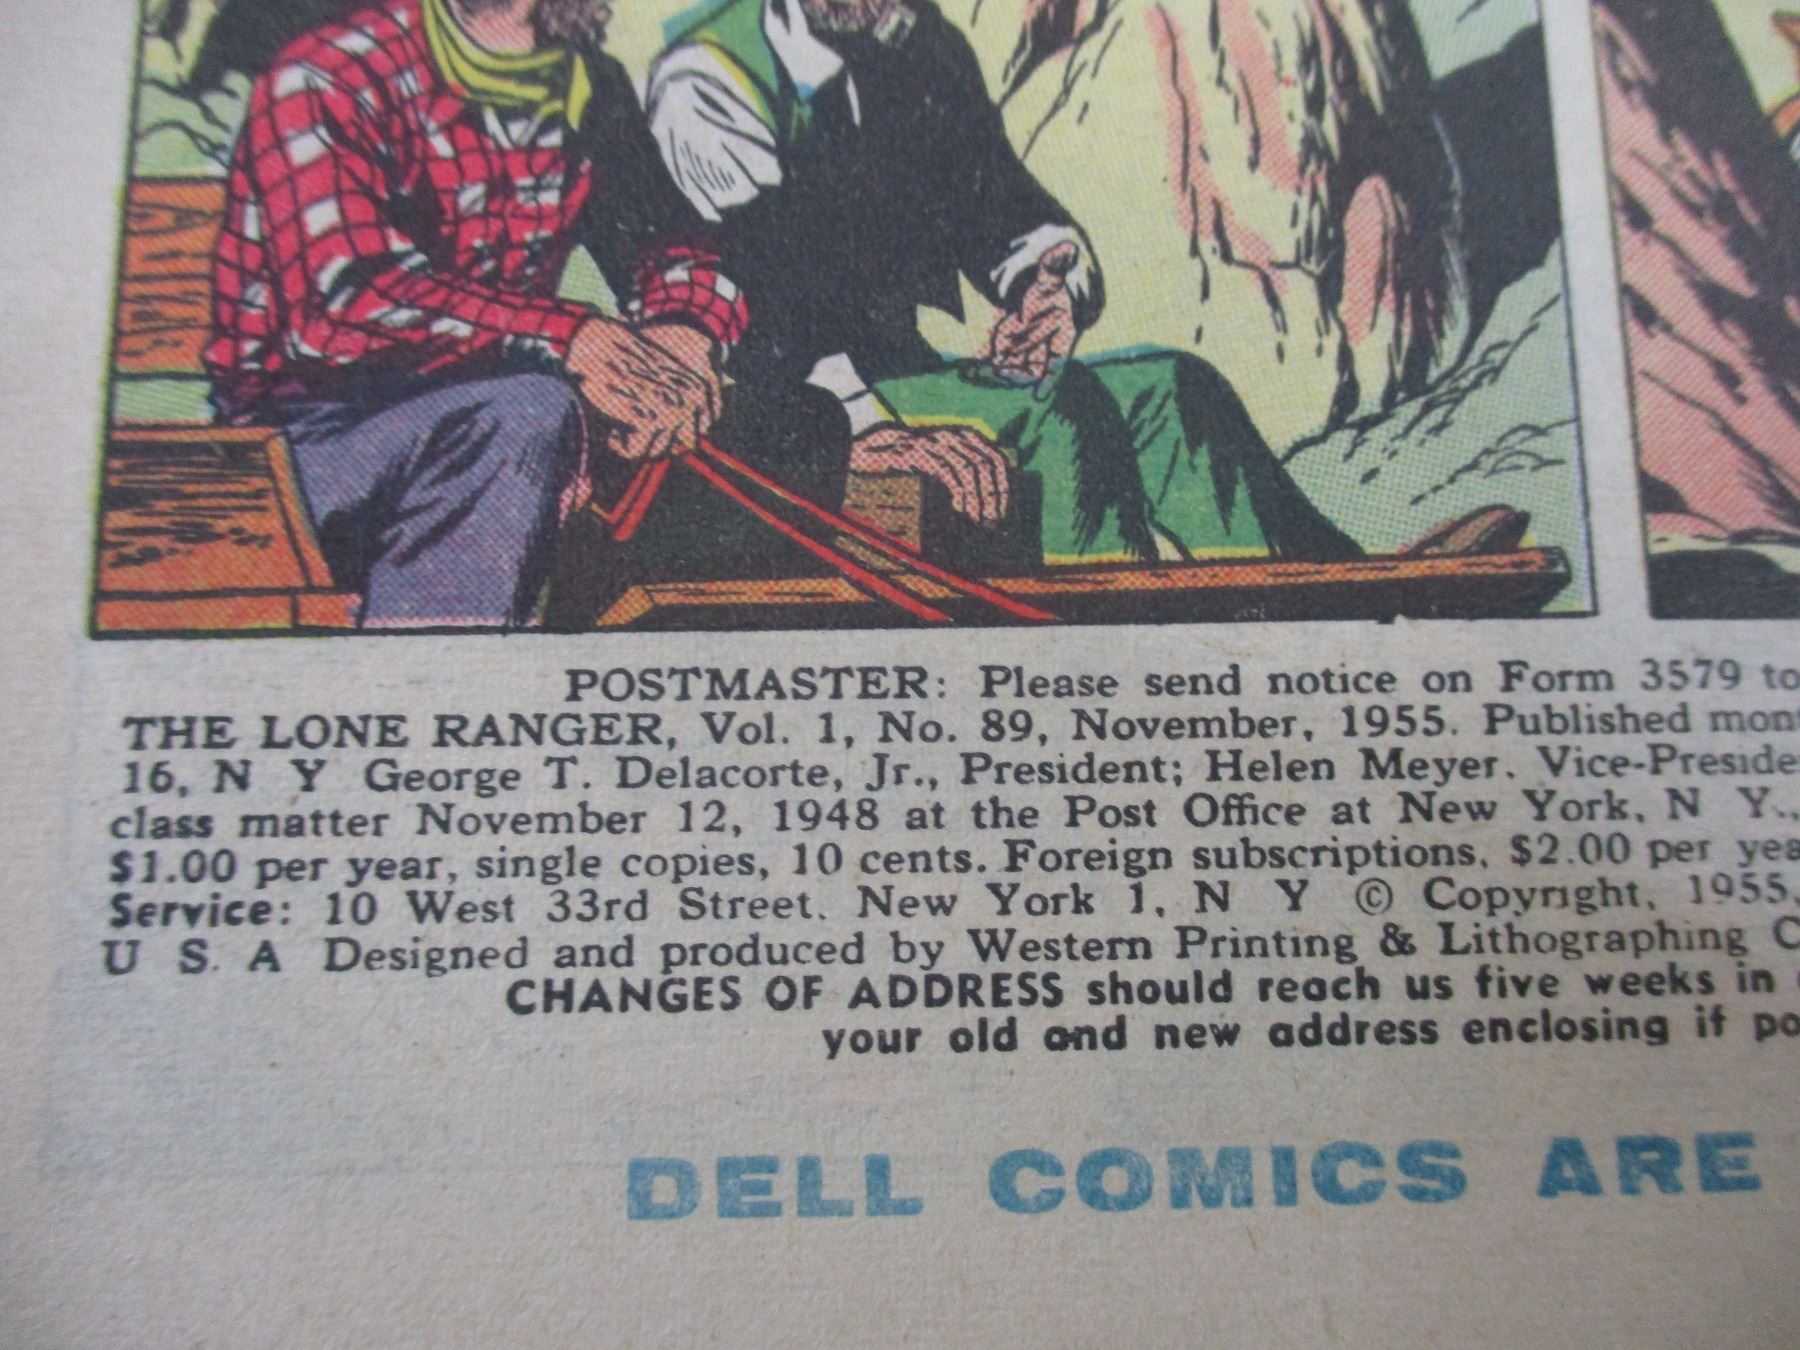 POSTMASTER: Please send notice on Form 3579 to
THE LONE RANGER, Vol. 1, No. 89, November, 1955. Published mont
16, N Y George T. Delacorte, Jr., President; Helen Meyer. Vice-Preside
class matter November 12, 1948 at the Post Office at New York, N Y.,
$1.00 per year, single copies, 10 cents. Foreign subscriptions, $2.00 per yea
Service: 10 West 33rd Street. New York 1, N Y © Copyright, 1955,
U S. A Designed and produced by Western Printing & Lithographing C
CHANGES OF ADDRESS should reach us five weeks in
your old and new address enclosing if po
DELL COMICS ARE